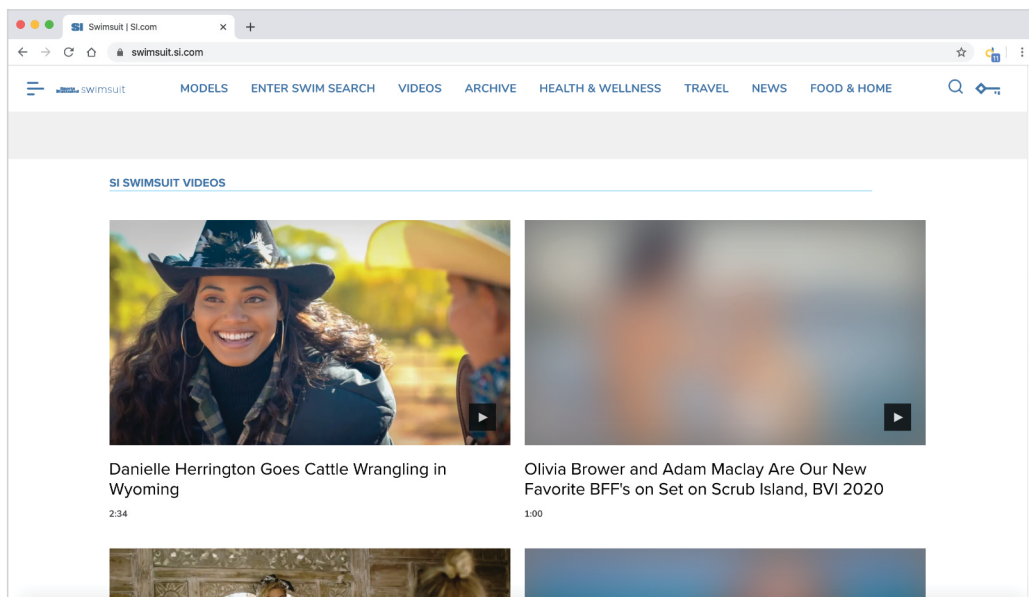 SI Swimsuit | SI.com
swimsuit.si.com
11
swimsuit
MODELS ENTER SWIM SEARCH VIDEOS ARCHIVE HEALTH & WELLNESS TRAVEL NEWS FOOD & HOME
SI SWIMSUIT VIDEOS
Danielle Herrington Goes Cattle Wrangling in
Wyoming
2:34
Olivia Brower and Adam Maclay Are Our New
Favorite BFF's on Set on Scrub Island, BVI 2020
1:00